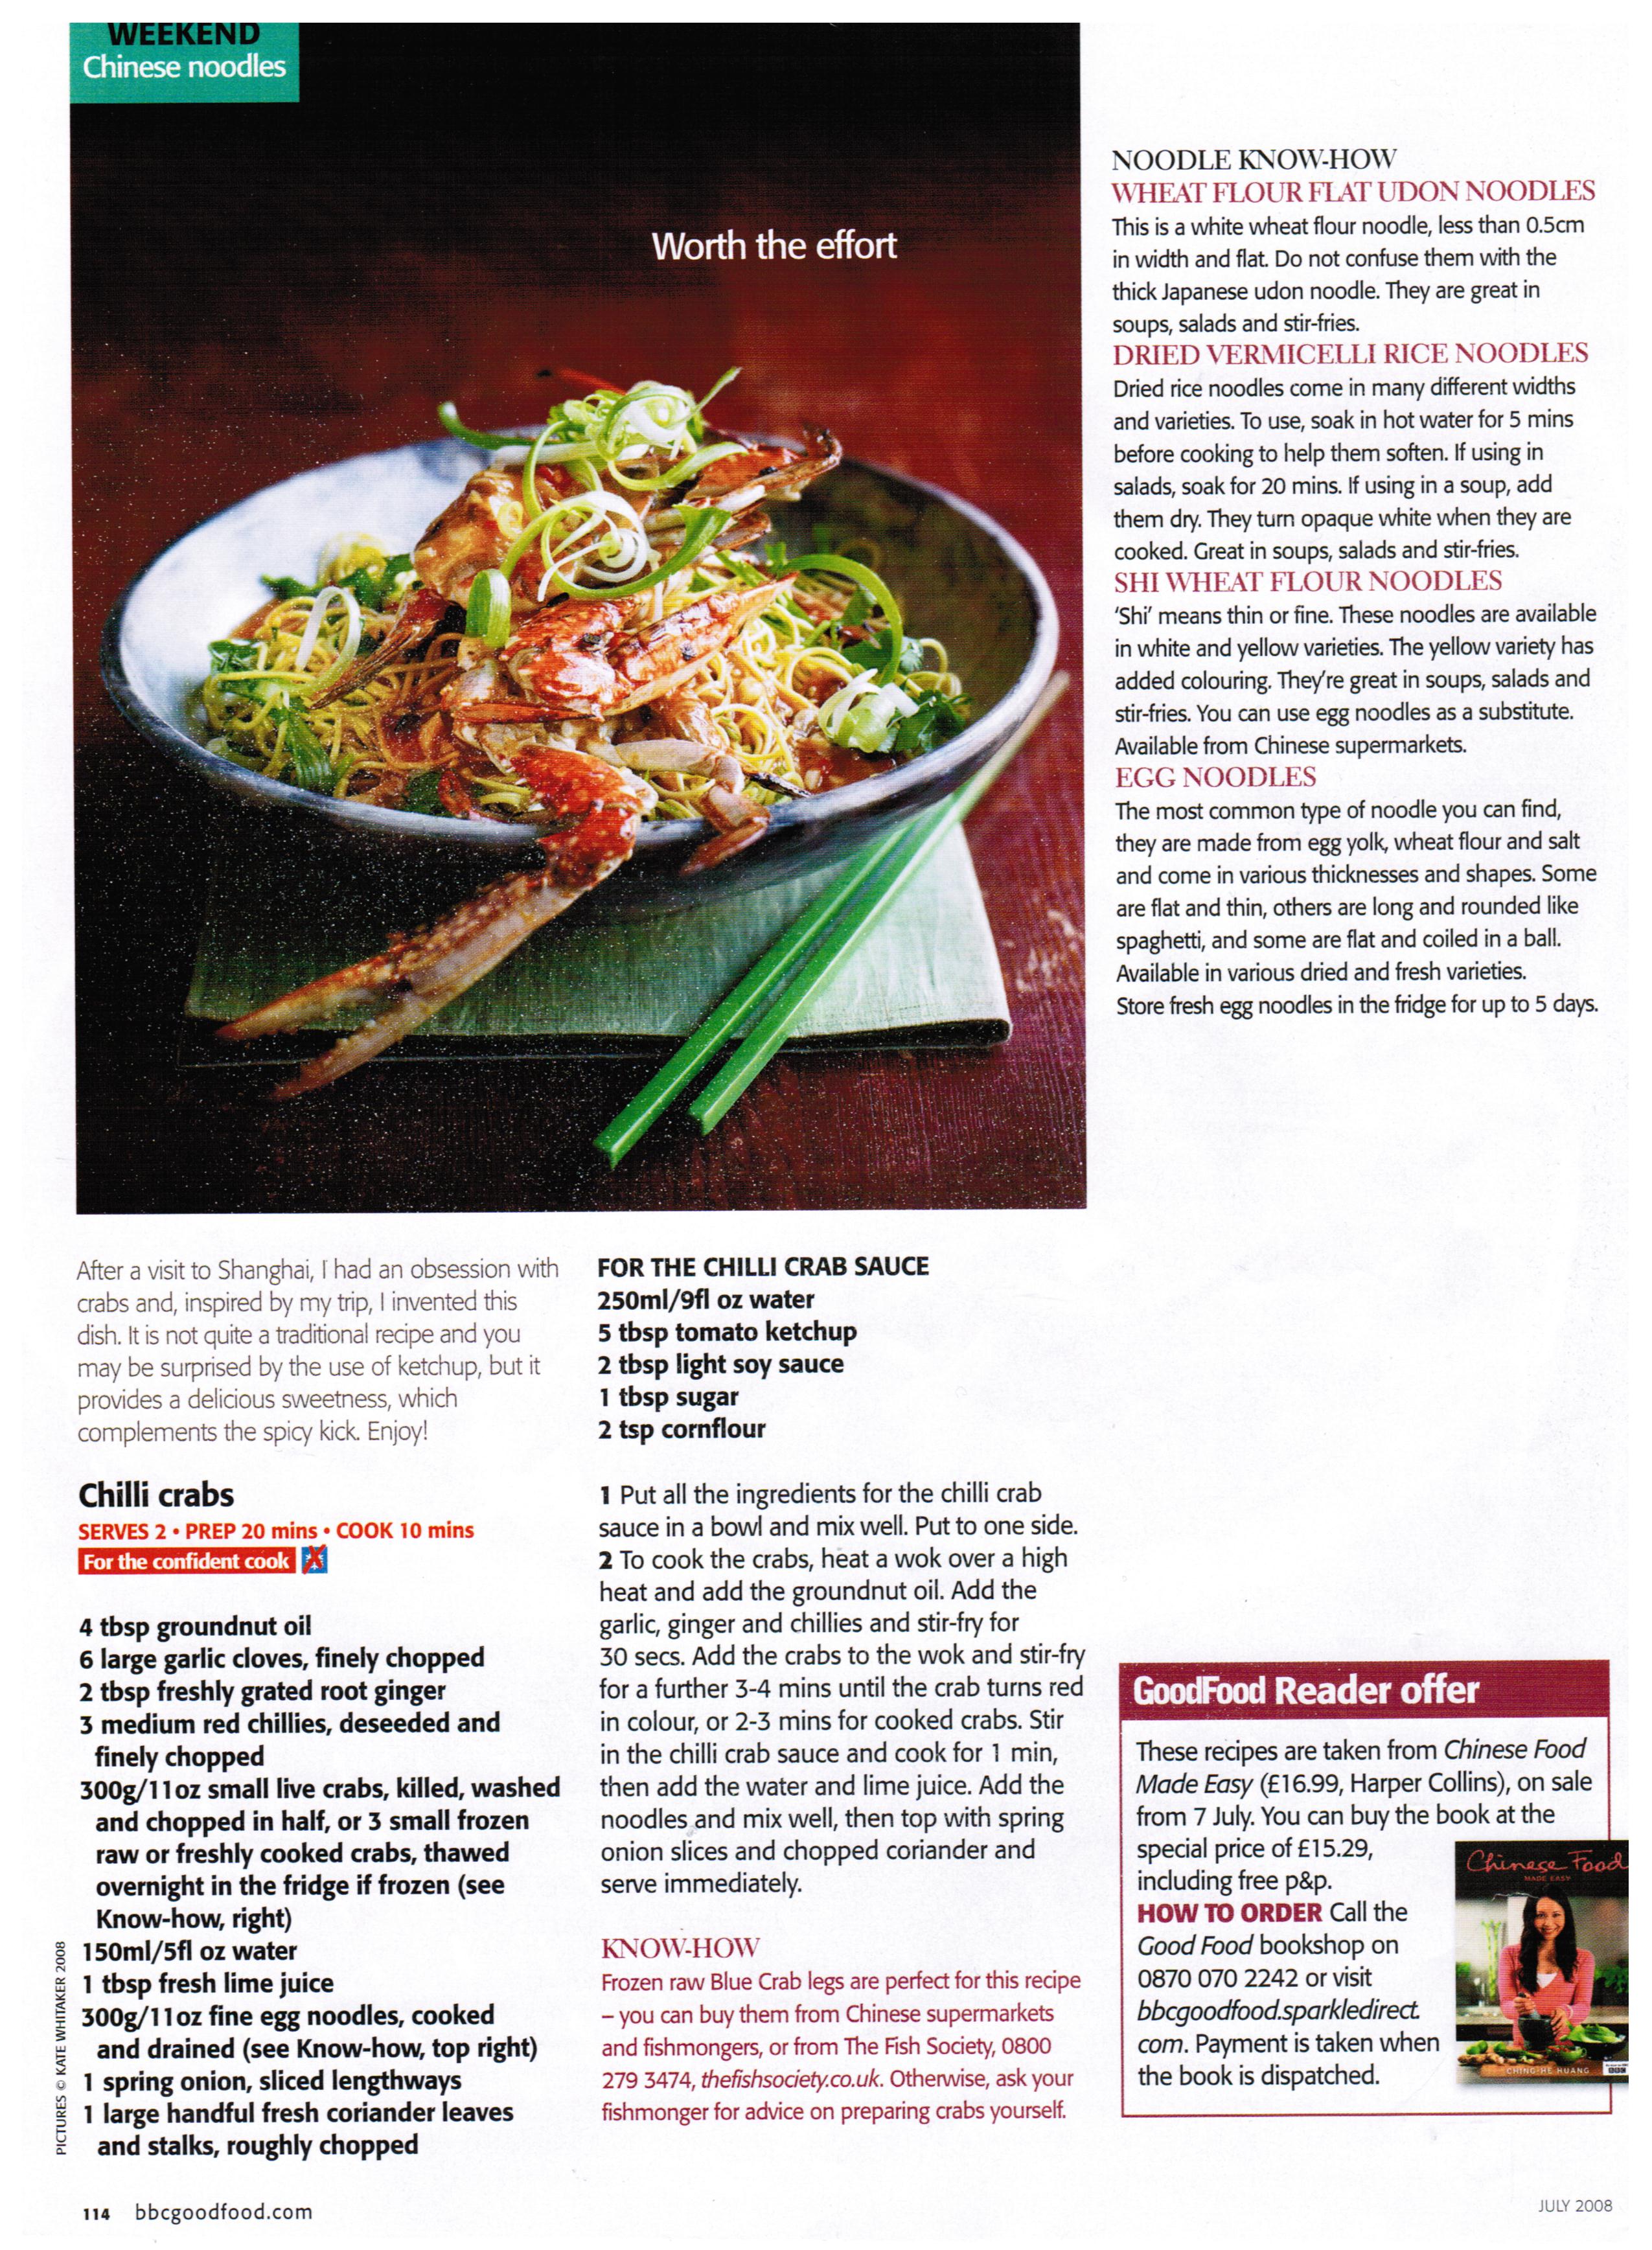 WEEKEND
Chinese noodles
Worth the effort
NOODLE KNOW-HOW
WHEAT FLOUR FLAT UDON NOODLES
This is a white wheat flour noodle, less than 0.5cm
in width and flat. Do not confuse them with the
thick Japanese udon noodle. They are great in
soups, salads and stir-fries.
DRIED VERMICELLI RICE NOODLES
Dried rice noodles come in many different widths
and varieties. To use, soak in hot water for 5 mins
before cooking to help them soften. If using in
salads, soak for 20 mins. If using in a soup, add
them dry. They turn opaque white when they are
cooked. Great in soups, salads and stir-fries.
SHI WHEAT FLOUR NOODLES
‘Shi’ means thin or fine. These noodles are available
in white and yellow varieties. The yellow variety has
added colouring. They’re great in soups, salads and
stir-fries. You can use egg noodles as a substitute.
Available from Chinese supermarkets.
EGG NOODLES
The most common type of noodle you can find,
they are made from egg yolk, wheat flour and salt
and come in various thicknesses and shapes. Some
are flat and thin, others are long and rounded like
spaghetti, and some are flat and coiled in a ball.
Available in various dried and fresh varieties.
Store fresh egg noodles in the fridge for up to 5 days.
After a visit to Shanghai, I had an obsession with
crabs and, inspired by my trip, I invented this
dish. It is not quite a traditional recipe and you
may be surprised by the use of ketchup, but it
provides a delicious sweetness, which
complements the spicy kick. Enjoy!
Chilli crabs
SERVES 2 • PREP 20 mins • COOK 10 mins
For the confident cook
4 tbsp groundnut oil
6 large garlic cloves, finely chopped
2 tbsp freshly grated root ginger
3 medium red chillies, deseeded and
finely chopped
300g/11oz small live crabs, killed, washed
and chopped in half, or 3 small frozen
raw or freshly cooked crabs, thawed
overnight in the fridge if frozen (see
Know-how, right)
150ml/5fl oz water
1 tbsp fresh lime juice
300g/11oz fine egg noodles, cooked
and drained (see Know-how, top right)
1 spring onion, sliced lengthways
1 large handful fresh coriander leaves
and stalks, roughly chopped
FOR THE CHILLI CRAB SAUCE
250ml/9fl oz water
5 tbsp tomato ketchup
2 tbsp light soy sauce
1 tbsp sugar
2 tsp cornflour
1 Put all the ingredients for the chilli crab
sauce in a bowl and mix well. Put to one side.
2 To cook the crabs, heat a wok over a high
heat and add the groundnut oil. Add the
garlic, ginger and chillies and stir-fry for
30 secs. Add the crabs to the wok and stir-fry
for a further 3-4 mins until the crab turns red
in colour, or 2-3 mins for cooked crabs. Stir
in the chilli crab sauce and cook for 1 min,
then add the water and lime juice. Add the
noodles and mix well, then top with spring
onion slices and chopped coriander and
serve immediately.
KNOW-HOW
Frozen raw Blue Crab legs are perfect for this recipe
– you can buy them from Chinese supermarkets
and fishmongers, or from The Fish Society, 0800
279 3474, thefishsociety.co.uk. Otherwise, ask your
fishmonger for advice on preparing crabs yourself.
GoodFood Reader offer
These recipes are taken from Chinese Food
Made Easy (£16.99, Harper Collins), on sale
from 7 July. You can buy the book at the
special price of £15.29,
including free p&p.
HOW TO ORDER Call the
Good Food bookshop on
0870 070 2242 or visit
bbcgoodfood.sparkledirect.
com. Payment is taken when
the book is dispatched.
Chinese Food
MADE EASY
CHING-HE HUANG
BBC
PICTURES © KATE WHITAKER 2008
114 bbcgoodfood.com
JULY 2008